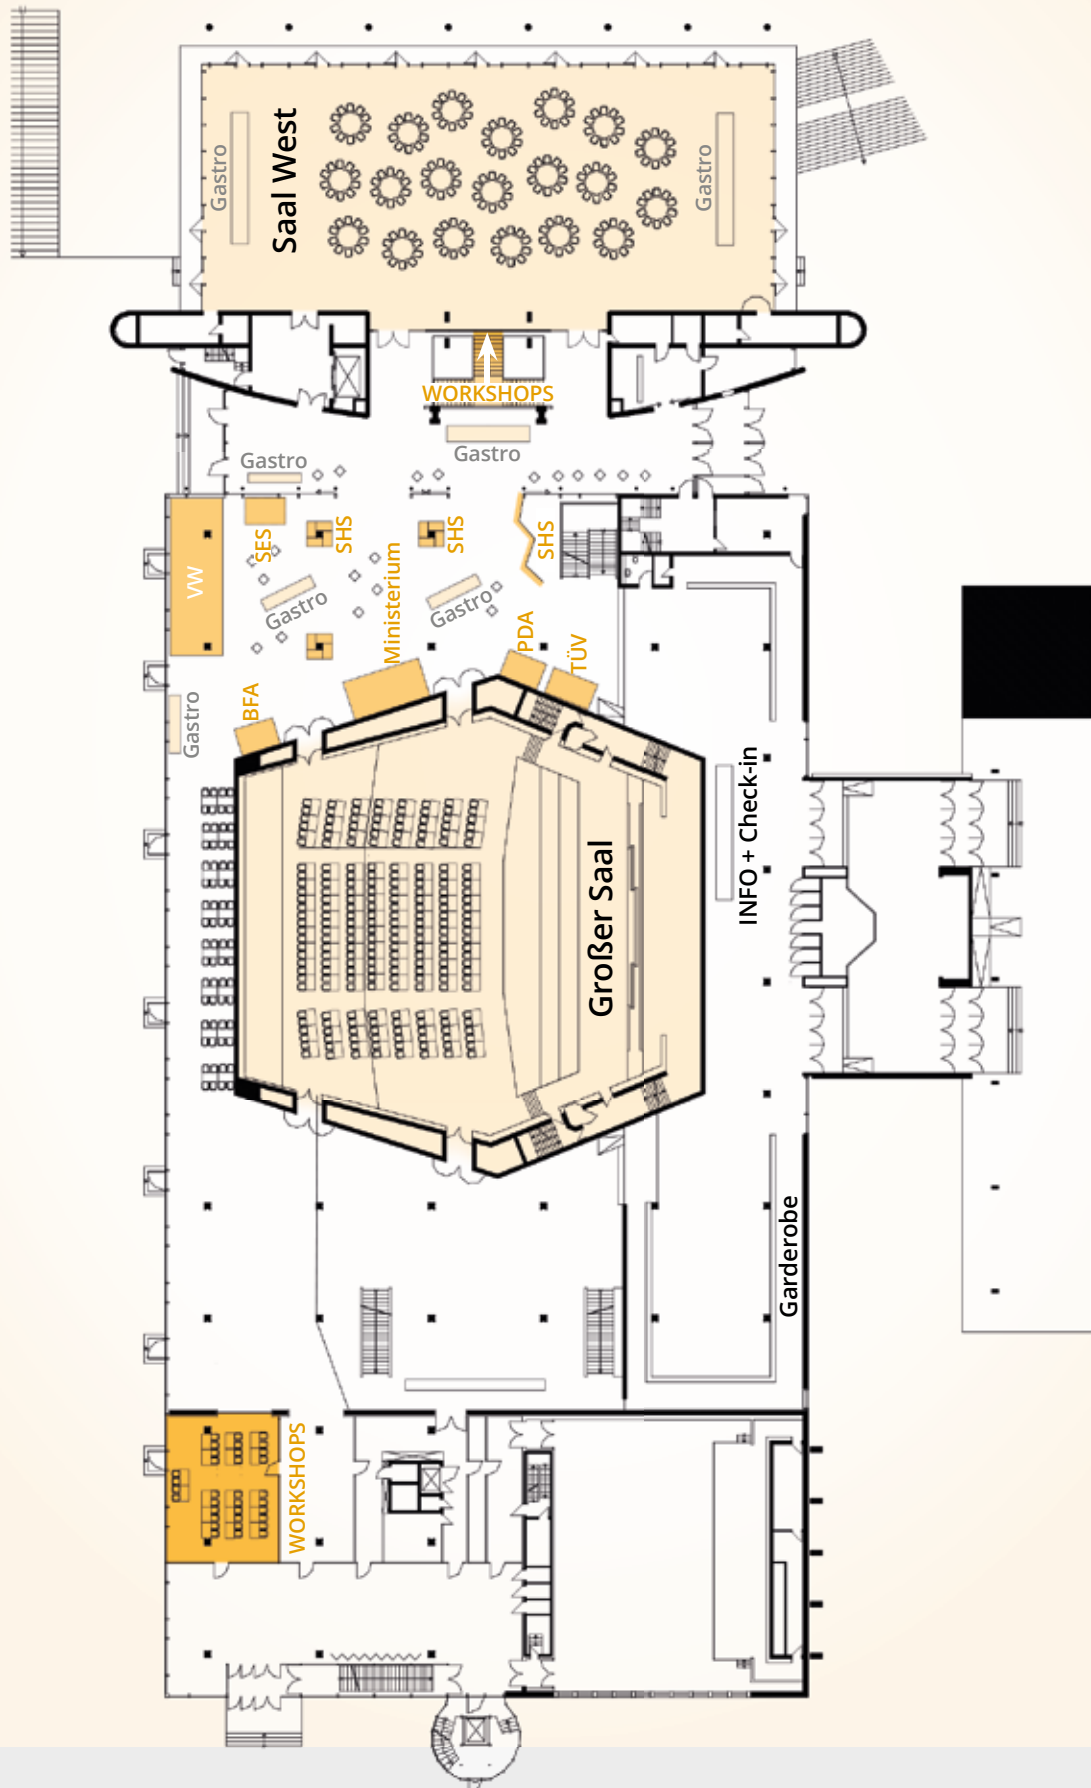 Gastro
Saal West
Gastro
WORKSHOPS
Gastro
Gastro
SES
SHS
SHS
SHS
VW
Gastro
Ministerium
Gastro
PDA
TÜV
BFA
Gastro
INFO + Check-in
Großer Saal
Garderobe
WORKSHOPS